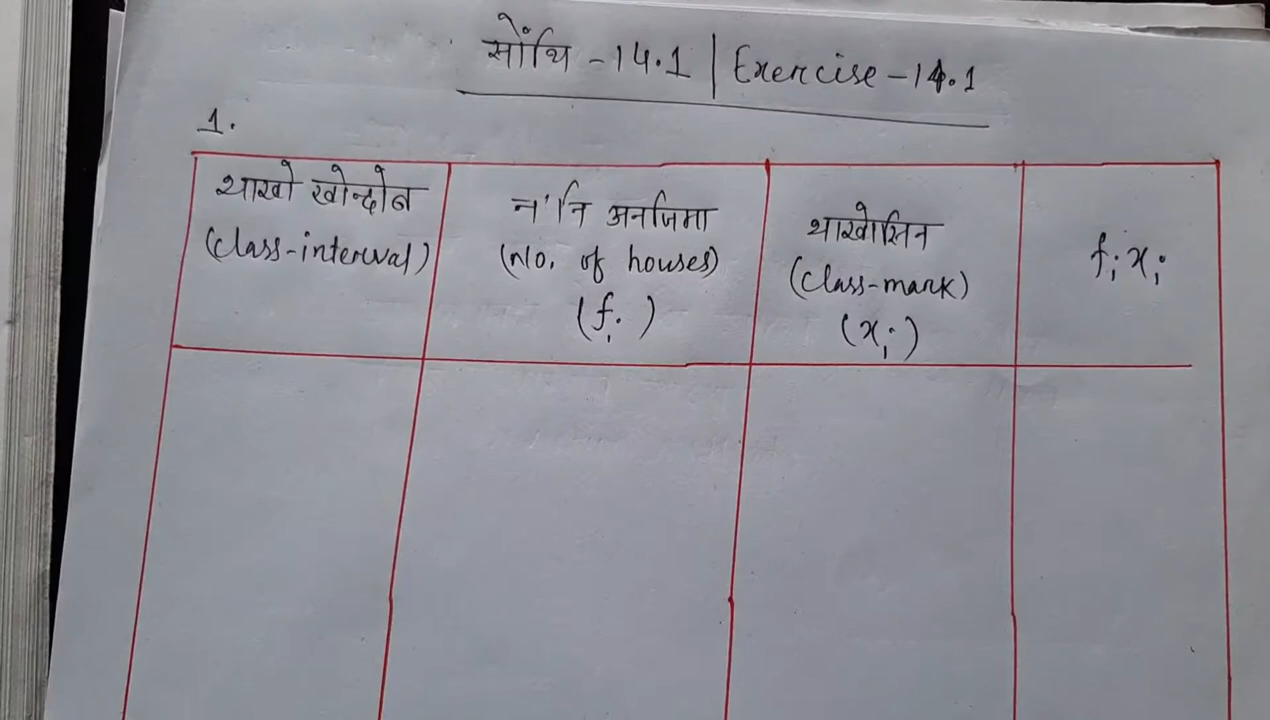 सोंथि - 14.1 | Exercise - 14.1
1.
थाखो खोन्दोब
(class-interval)
न'नि अनजिमा
(No. of houses)
(fᵢ)
थाखोसिन
(class-mark)
(xᵢ)
fᵢxᵢ